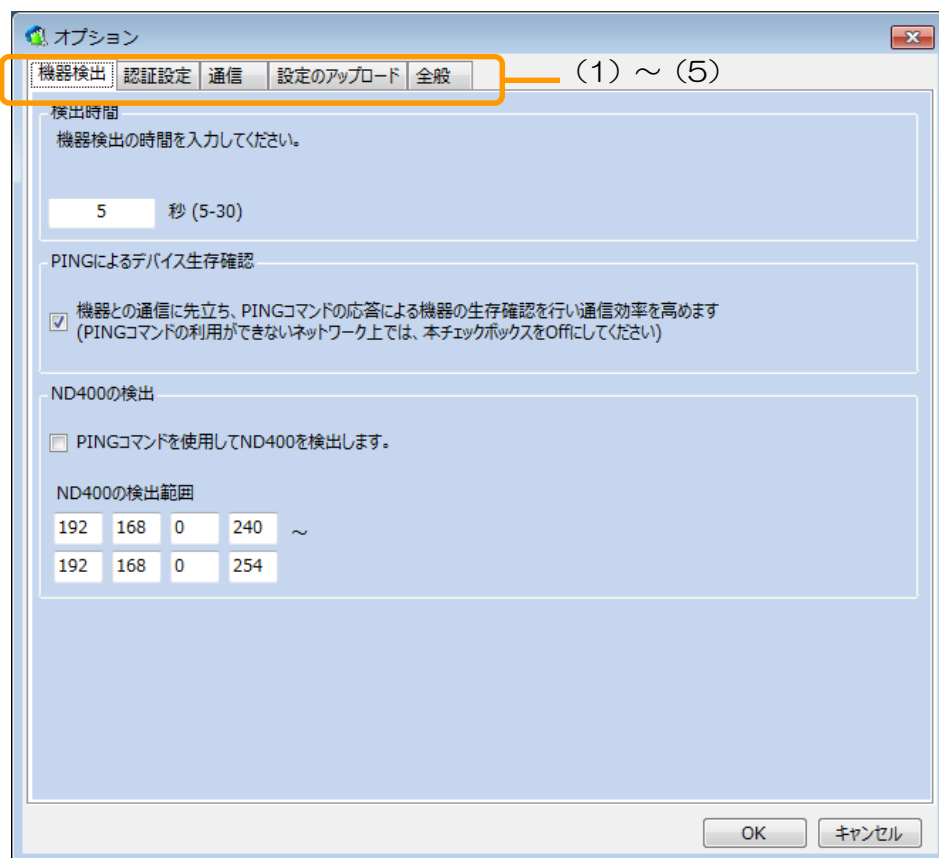 オプション
機器検出 認証設定 通信 設定のアップロード 全般 (1) ～ (5)
検出時間
機器検出の時間を入力してください。
5 秒 (5-30)
PINGによるデバイス生存確認
機器との通信に先立ち、PINGコマンドの応答による機器の生存確認を行い通信効率を高めます
(PINGコマンドの利用ができないネットワーク上では、本チェックボックスをOffにしてください)
ND400の検出
PINGコマンドを使用してND400を検出します。
ND400の検出範囲
192 168 0 240 ～
192 168 0 254
OK キャンセル